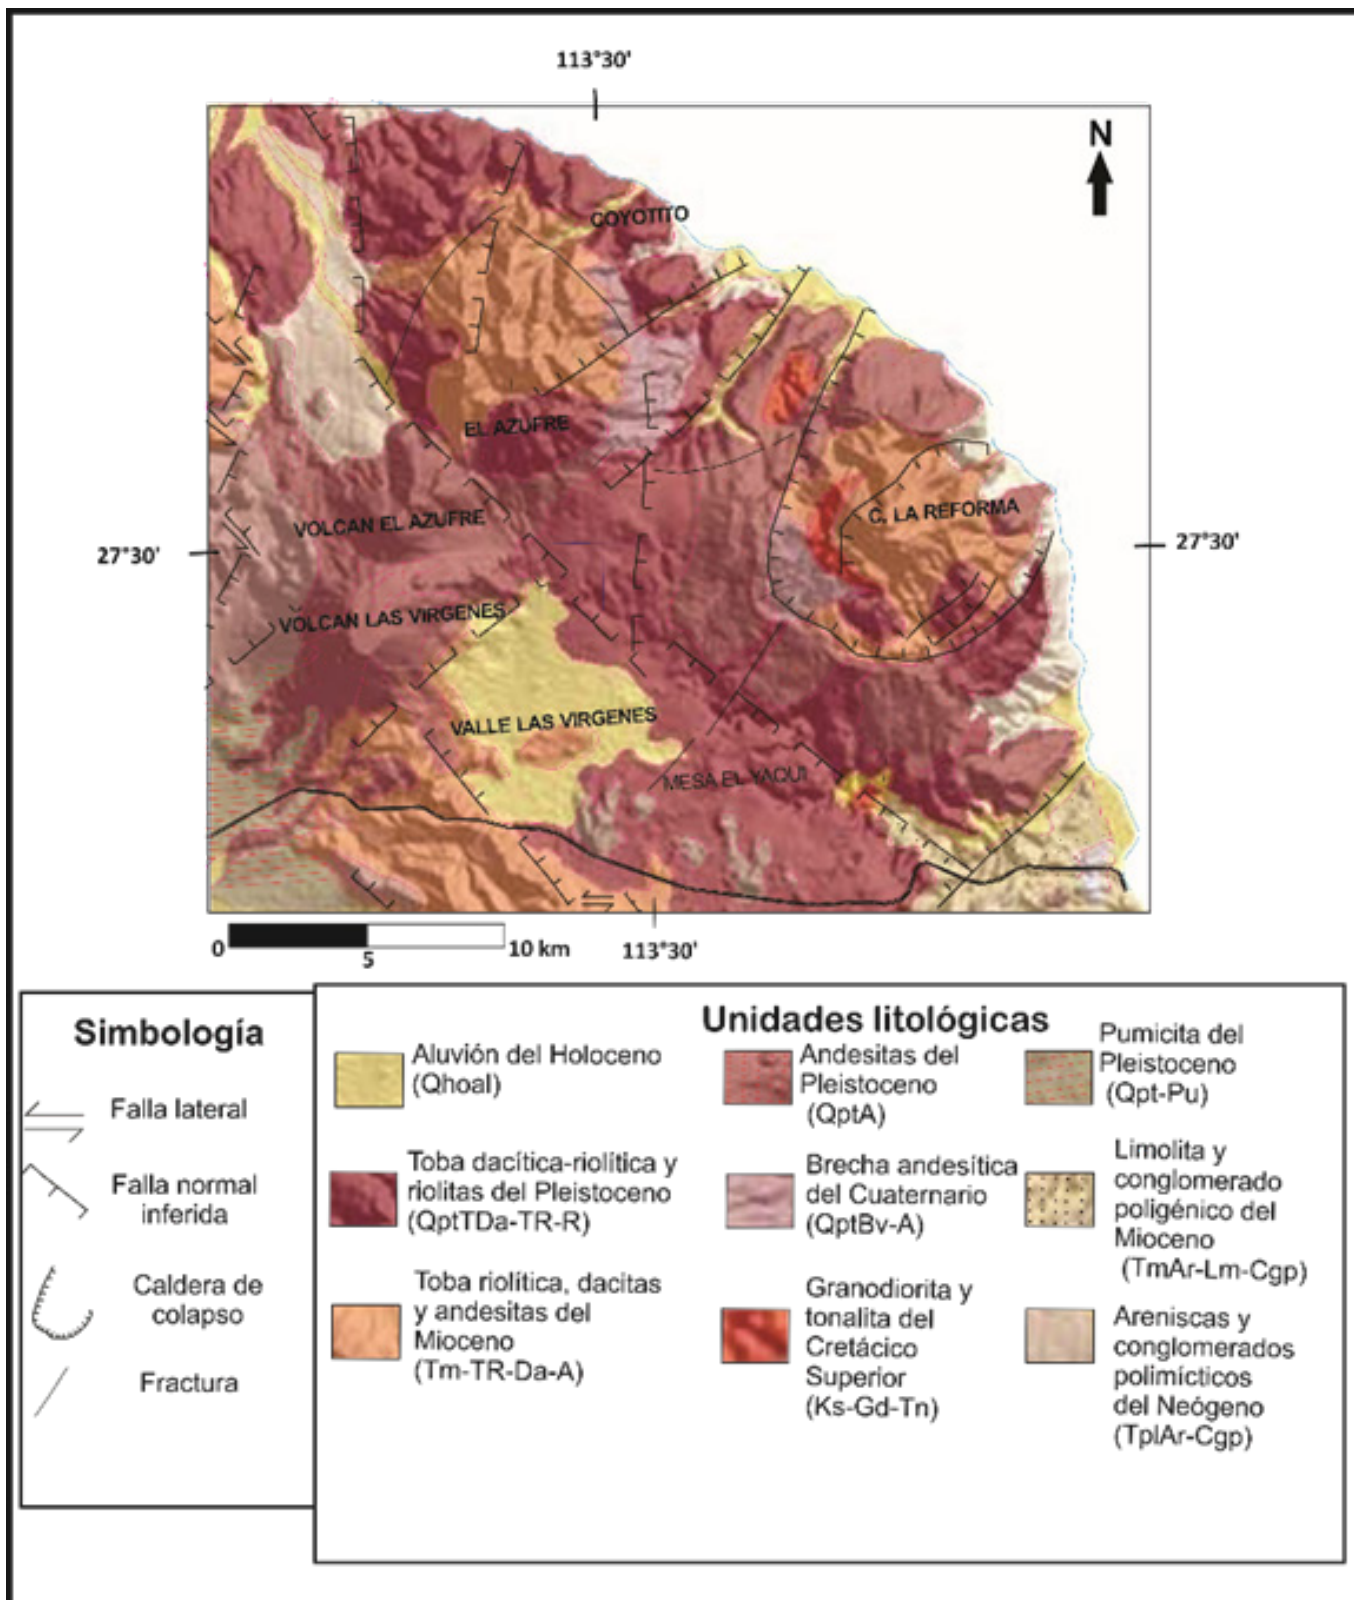 113°30'
N
COYOTITO
EL AZUFRE
C. LA REFORMA
VOLCAN EL AZUFRE
27°30'
27°30'
VOLCAN LAS VIRGENES
VALLE LAS VIRGENES
MESA EL YAQUI
0
5
10 km
113°30'
Simbología
Falla lateral
Falla normal
inferida
Caldera de
colapso
Fractura
Unidades litológicas
Aluvión del Holoceno
(Qhoal)
Toba dacítica-riolítica y
riolitas del Pleistoceno
(QptTDa-TR-R)
Toba riolítica, dacitas
y andesitas del
Mioceno
(Tm-TR-Da-A)
Andesitas del
Pleistoceno
(QptA)
Brecha andesítica
del Cuaternario
(QptBv-A)
Granodiorita y
tonalita del
Cretácico
Superior
(Ks-Gd-Tn)
Pumicita del
Pleistoceno
(Qpt-Pu)
Limolita y
conglomerado
poligénico del
Mioceno
(TmAr-Lm-Cgp)
Areniscas y
conglomerados
polimícticos
del Neógeno
(TplAr-Cgp)